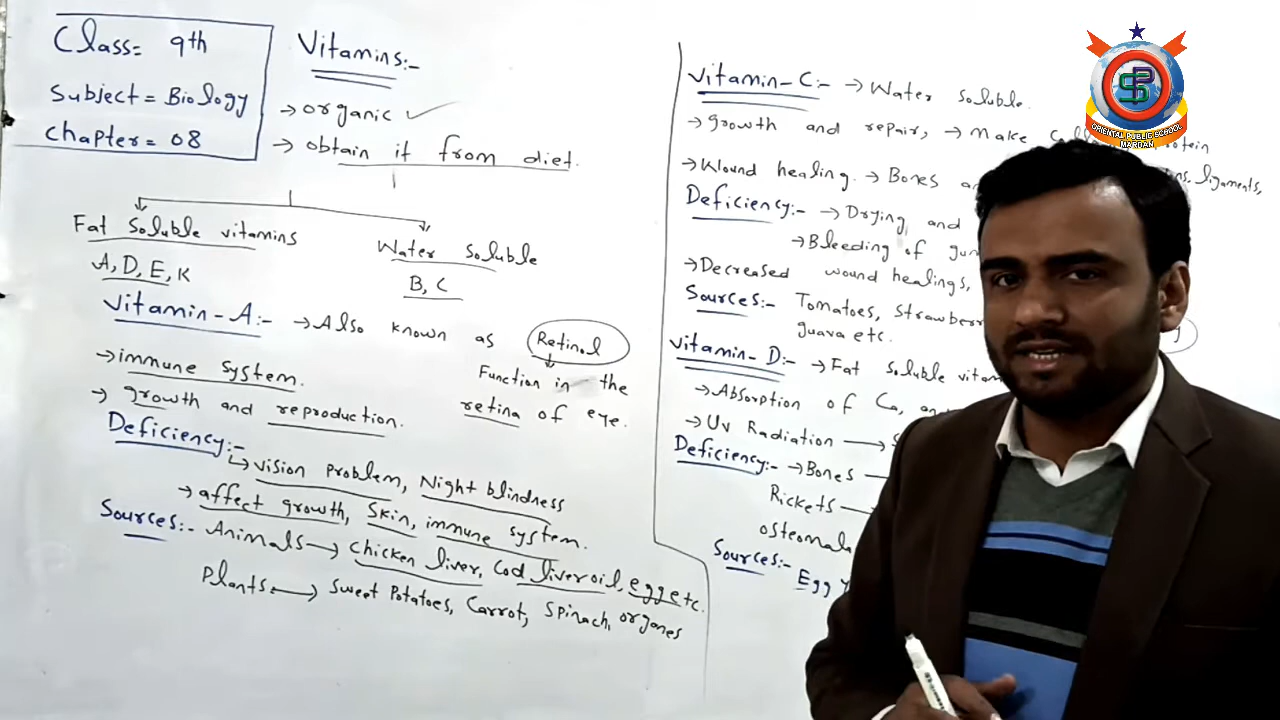 Class= 9th
Subject = Biology
Chapter = 08
Vitamins:-
→ organic ✓
→ obtain it from diet.
Fat Soluble vitamins
A, D, E, K
Water Soluble
B, C
Vitamin-A:- → Also known as Retinol
Function in the
retina of eye.
→ immune System.
→ growth and reproduction.
Deficiency:-
→ vision problem, Night blindness
→ affect growth, Skin, immune system.
Sources:- Animals → Chicken liver, Cod liver oil, egg etc.
Plants → Sweet Potatoes, Carrot, Spinach, organes
Vitamin-C:- → Water soluble.
→ growth and repair, → Make
→ Wound healing. → Bones ligaments,
Deficiency:- → Drying and
→ Bleeding of
→ Decreased wound healings,
Sources:- Tomatoes,
guava etc.
Vitamin-D:- → Fat Soluble
→ Absorption of Ca,
→ UV Radiation →
Deficiency:- → Bones →
Rickets →
Sources:- Egg
ORIENTAL PUBLIC SCHOOL
MARDAN